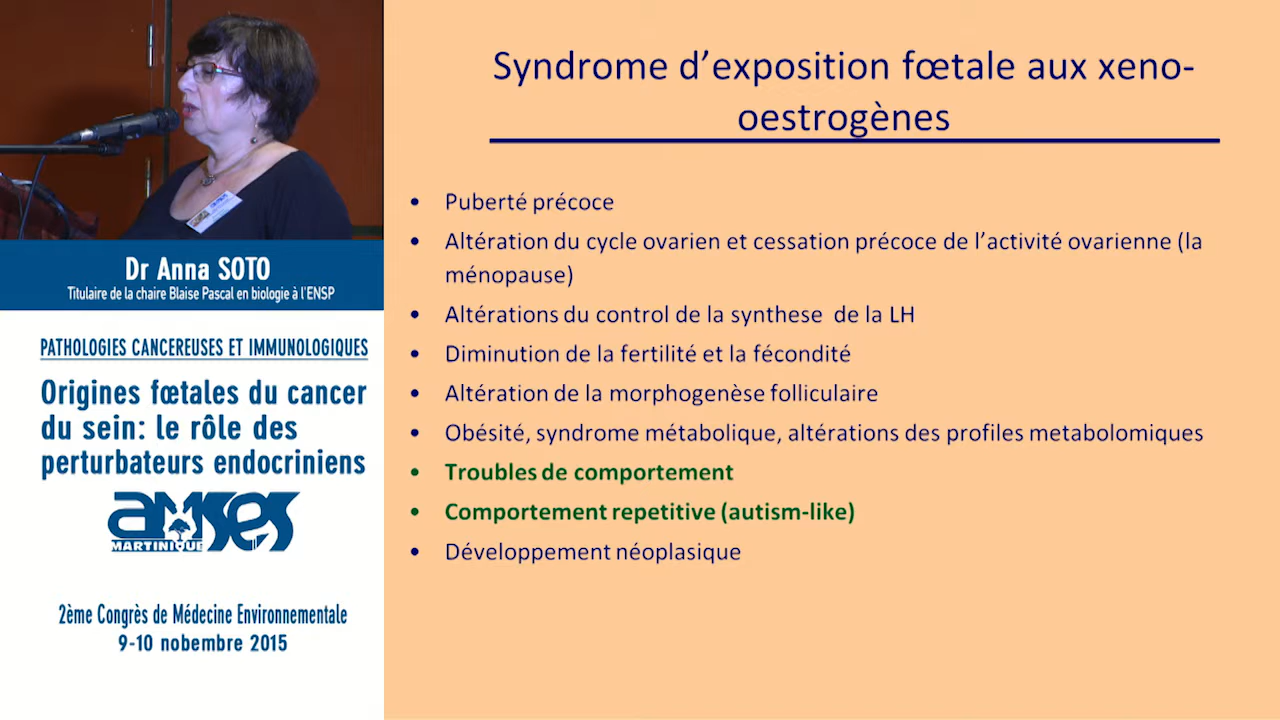 Syndrome d’exposition fœtale aux xeno-
oestrogènes
• Puberté précoce
• Altération du cycle ovarien et cessation précoce de l’activité ovarienne (la
ménopause)
• Altérations du control de la synthese  de la LH
• Diminution de la fertilité et la fécondité
• Altération de la morphogenèse folliculaire
• Obésité, syndrome métabolique, altérations des profiles metabolomiques
• Troubles de comportement
• Comportement repetitive (autism-like)
• Développement néoplasique
Dr Anna SOTO
Titulaire de la chaire Blaise Pascal en biologie à l'ENSP
PATHOLOGIES CANCEREUSES ET IMMUNOLOGIQUES
Origines fœtales du cancer
du sein: le rôle des
perturbateurs endocriniens
AMSES
MARTINIQUE
2ème Congrès de Médecine Environnementale
9-10 nobembre 2015